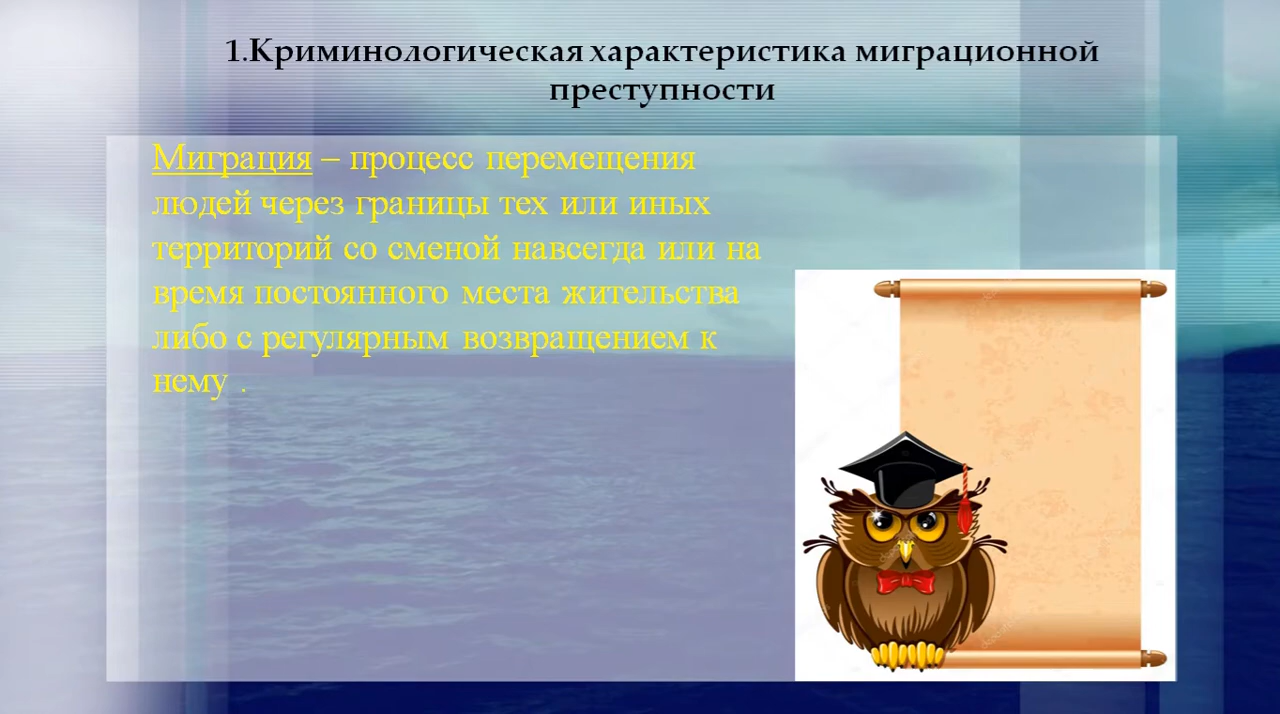 1.Криминологическая характеристика миграционной
преступности
Миграция – процесс перемещения
людей через границы тех или иных
территорий со сменой навсегда или на
время постоянного места жительства
либо с регулярным возвращением к
нему .